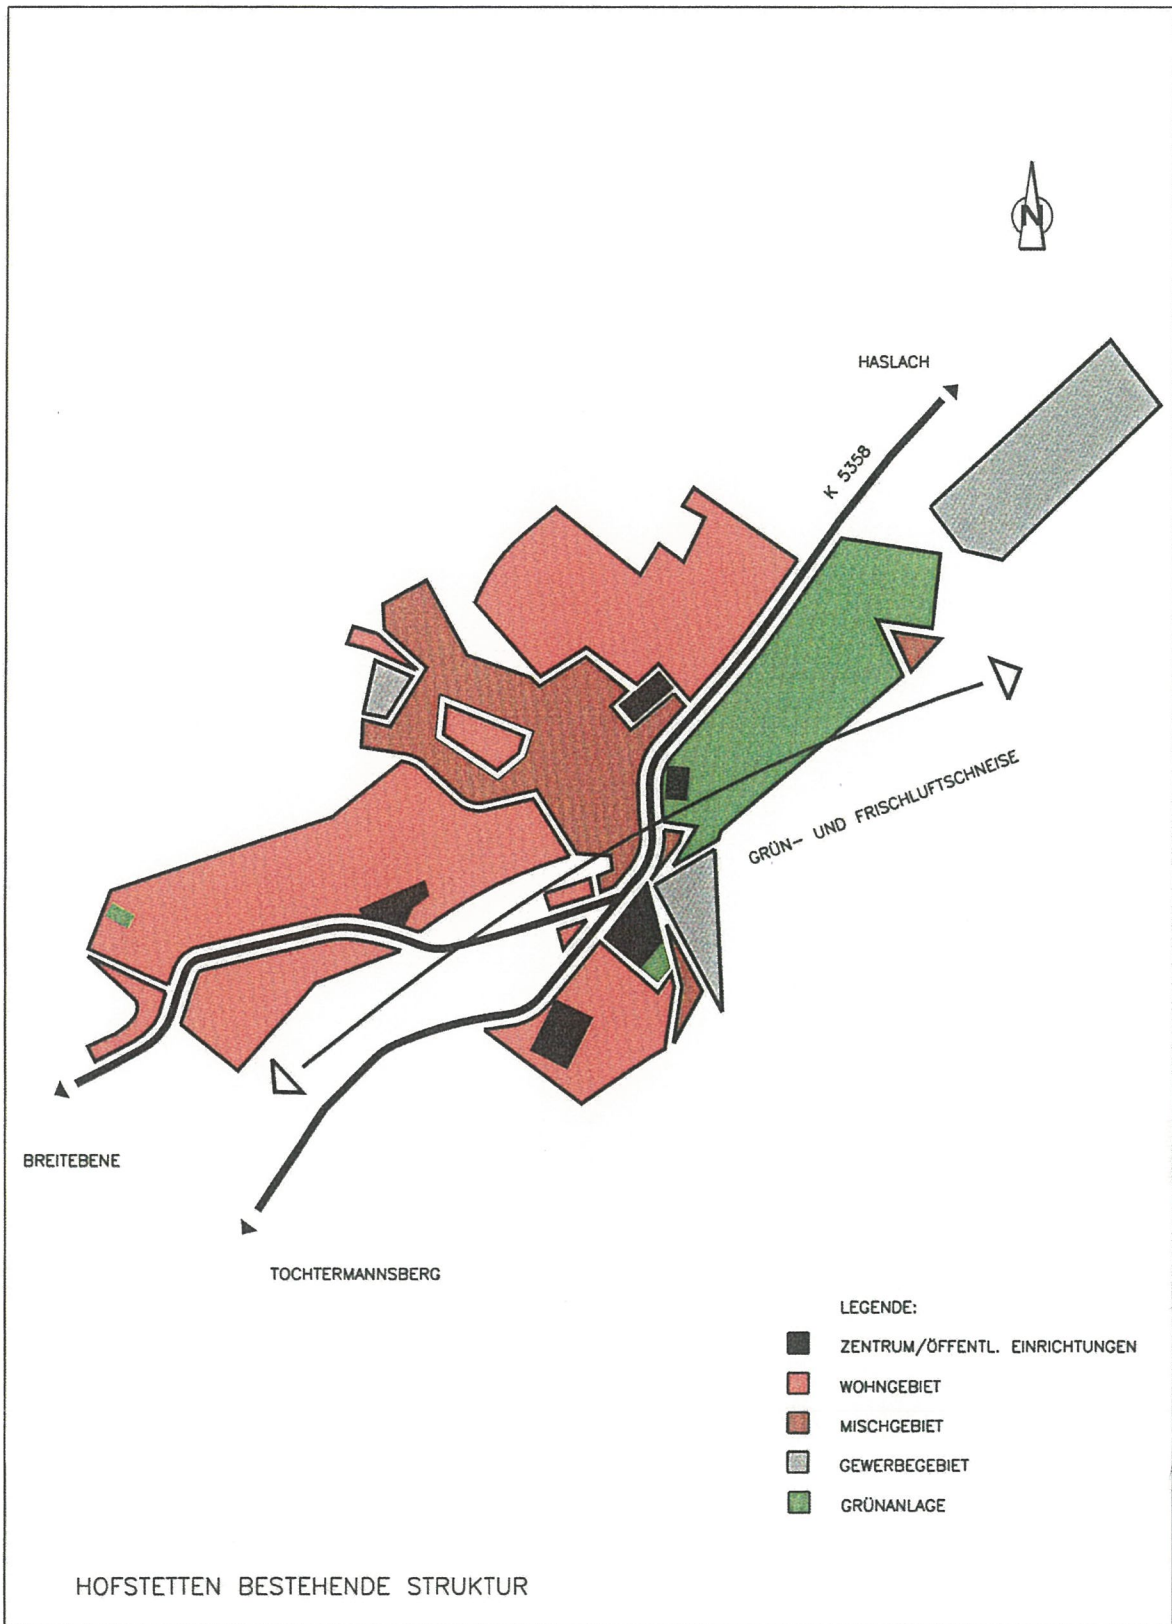 N
HASLACH
K 5358
GRÜN- UND FRISCHLUFTSCHNEISE
BREITEBENE
TOCHTERMANNSBERG
LEGENDE:
ZENTRUM/ÖFFENTL. EINRICHTUNGEN
WOHNGEBIET
MISCHGEBIET
GEWERBEGEBIET
GRÜNANLAGE
HOFSTETTEN BESTEHENDE STRUKTUR